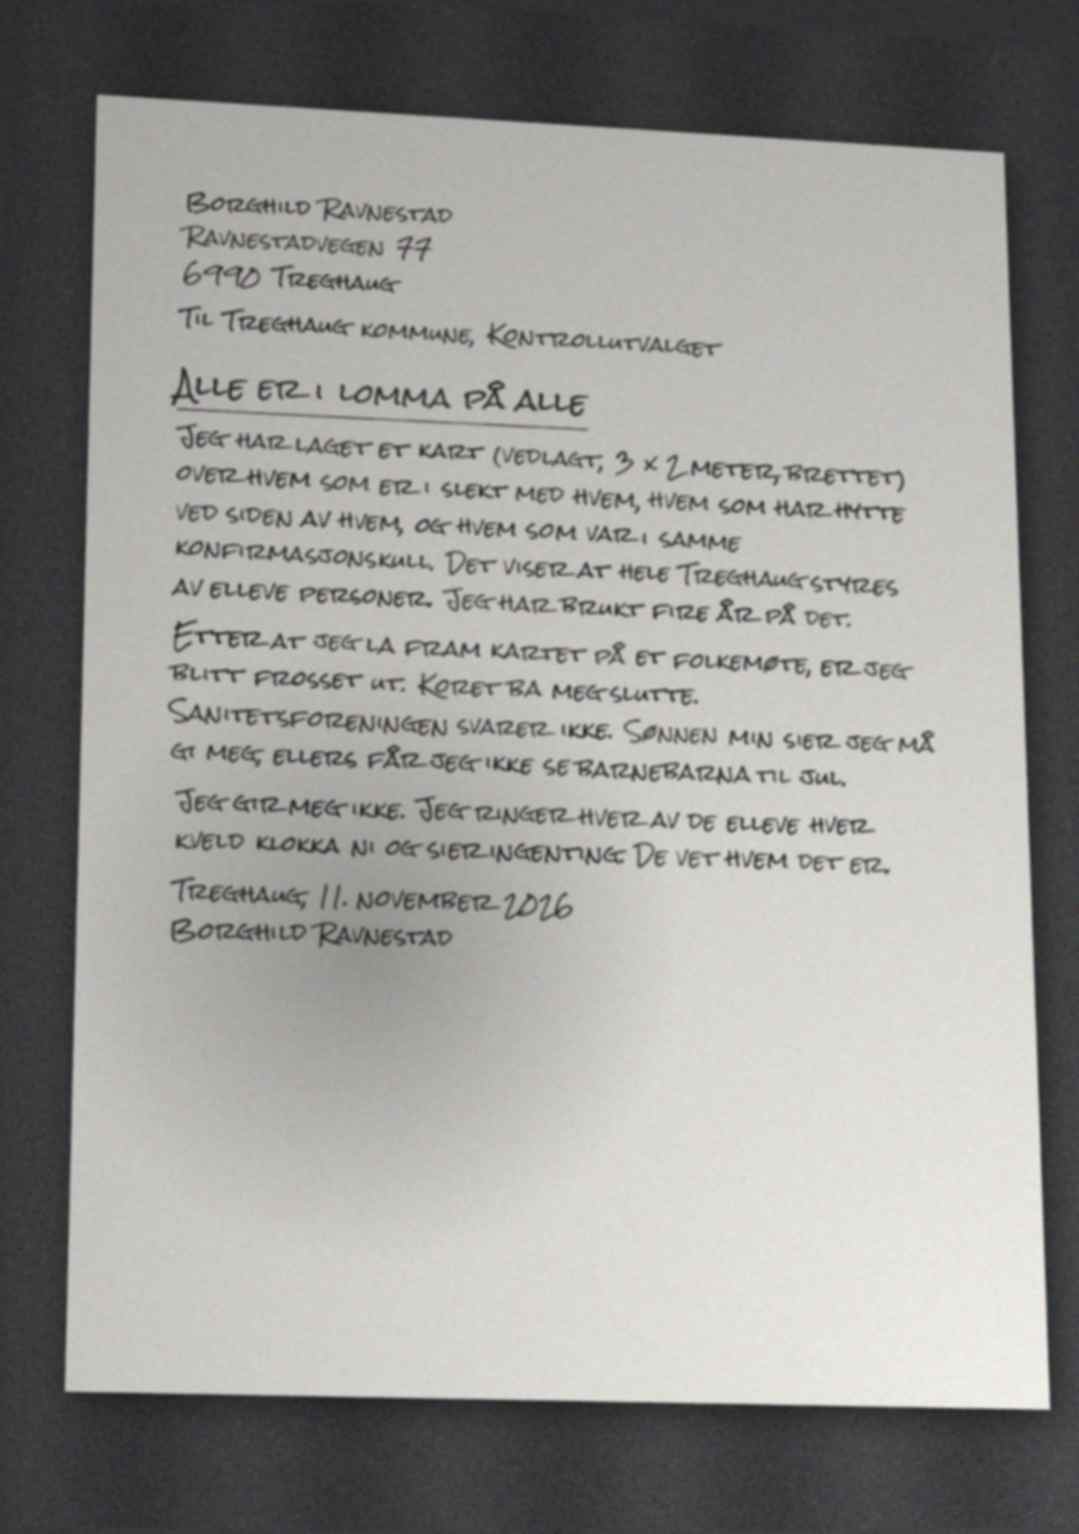 Borghild Ravnestad
Ravnestadvegen 77
6990 Treghaug
Til Treghaug kommune, Kontrollutvalget
Alle er i lomma på alle
Jeg har laget et kart (vedlagt, 3 x 2 meter, brettet)
over hvem som er i slekt med hvem, hvem som har hytte
ved siden av hvem, og hvem som var i samme
konfirmasjonskull. Det viser at hele Treghaug styres
av elleve personer. Jeg har brukt fire år på det.
Etter at jeg la fram kartet på et folkemøte, er jeg
blitt frosset ut. Koret ba meg slutte.
Sanitetsforeningen svarer ikke. Sønnen min sier jeg må
gi meg, ellers får jeg ikke se barnebarna til jul.
Jeg gir meg ikke. Jeg ringer hver av de elleve hver
kveld klokka ni og sier ingenting. De vet hvem det er.
Treghaug, 11. november 2026
Borghild Ravnestad